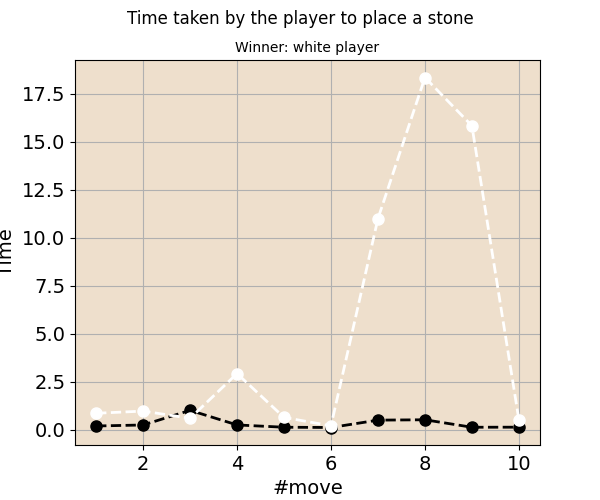 Time taken by the player to place a stone
Winner: white player
17.5
15.0
12.5
10.0
7.5
5.0
2.5
0.0
Time
2 4 6 8 10
#move